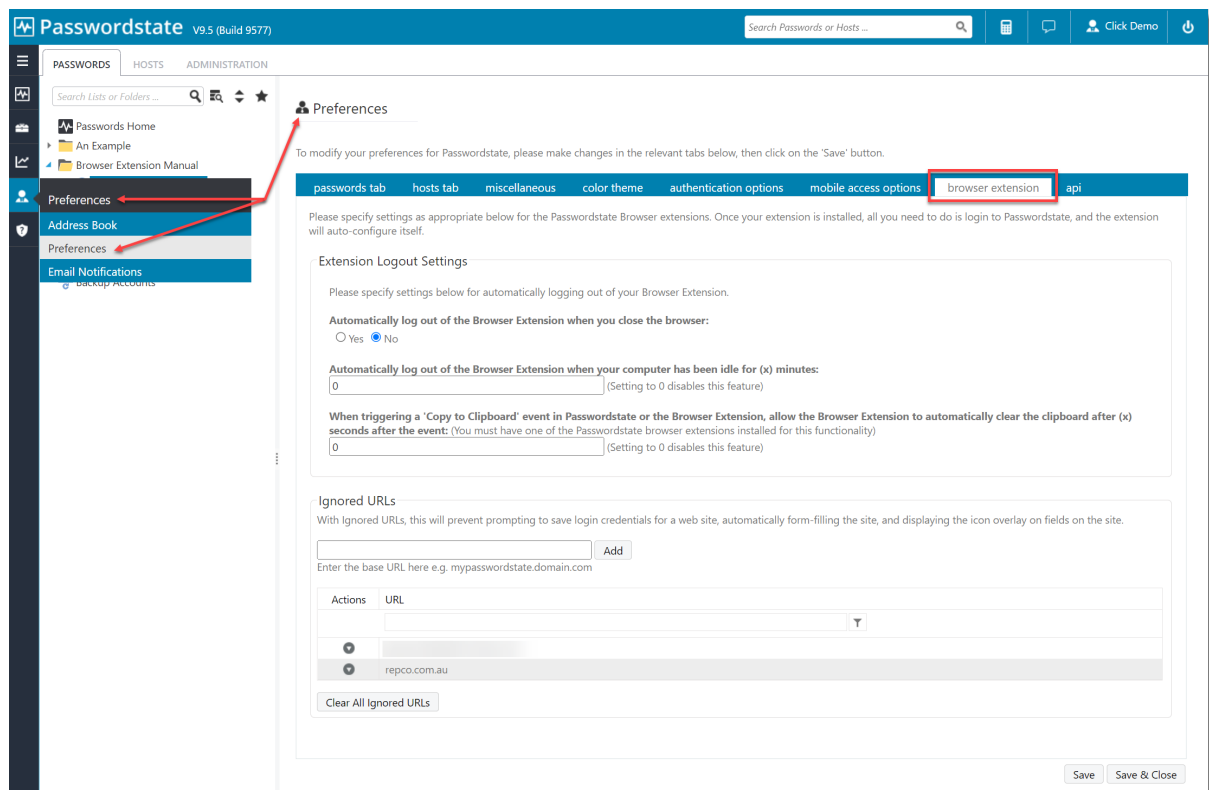 Passwordstate V9.5 (Build 9577)
Search Passwords or Hosts ...
Click Demo
PASSWORDS HOSTS ADMINISTRATION
Search Lists or Folders ...
Passwords Home
An Example
Browser Extension Manual
Preferences
Address Book
Preferences
Email Notifications
Backup Accounts
Preferences
To modify your preferences for Passwordstate, please make changes in the relevant tabs below, then click on the 'Save' button.
passwords tab hosts tab miscellaneous color theme authentication options mobile access options browser extension api
Please specify settings as appropriate below for the Passwordstate Browser extensions. Once your extension is installed, all you need to do is login to Passwordstate, and the extension
will auto-configure itself.
Extension Logout Settings
Please specify settings below for automatically logging out of your Browser Extension.
Automatically log out of the Browser Extension when you close the browser:
Yes No
Automatically log out of the Browser Extension when your computer has been idle for (x) minutes:
0 (Setting to 0 disables this feature)
When triggering a 'Copy to Clipboard' event in Passwordstate or the Browser Extension, allow the Browser Extension to automatically clear the clipboard after (x)
seconds after the event: (You must have one of the Passwordstate browser extensions installed for this functionality)
0 (Setting to 0 disables this feature)
Ignored URLs
With Ignored URLs, this will prevent prompting to save login credentials for a web site, automatically form-filling the site, and displaying the icon overlay on fields on the site.
Add
Enter the base URL here e.g. mypasswordstate.domain.com
Actions URL
repco.com.au
Clear All Ignored URLs
Save Save & Close